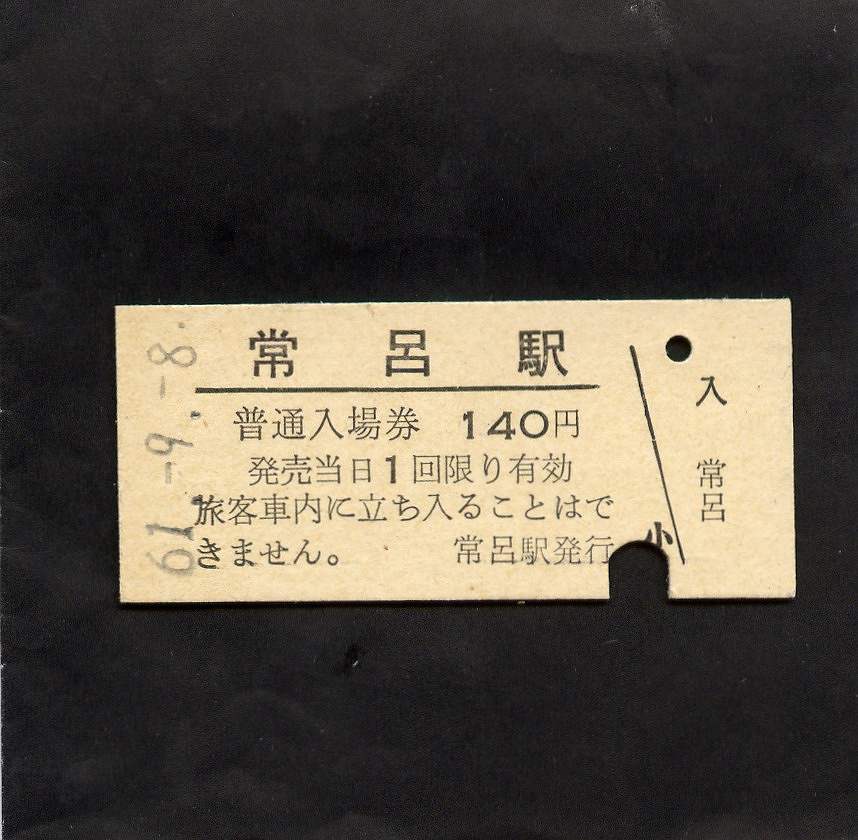 常呂駅
普通入場券 140円
発売当日1回限り有効
旅客車内に立ち入ることはで
きません。 常呂駅発行
61.-9.-8.
小
入 常呂